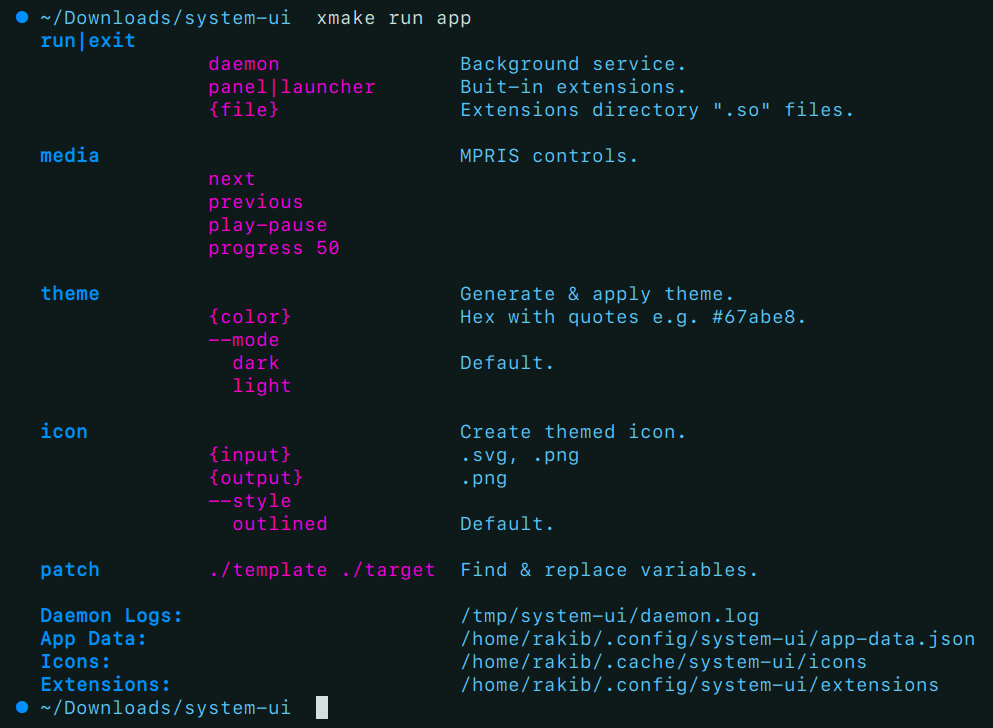 ~/Downloads/system-ui xmake run app
run|exit
daemon Background service.
panel|launcher Buit-in extensions.
{file} Extensions directory ".so" files.
media MPRIS controls.
next
previous
play-pause
progress 50
theme Generate & apply theme.
{color} Hex with quotes e.g. #67abe8.
--mode
dark Default.
light
icon Create themed icon.
{input} .svg, .png
{output} .png
--style
outlined Default.
patch ./template ./target Find & replace variables.
Daemon Logs: /tmp/system-ui/daemon.log
App Data: /home/rakib/.config/system-ui/app-data.json
Icons: /home/rakib/.cache/system-ui/icons
Extensions: /home/rakib/.config/system-ui/extensions
~/Downloads/system-ui